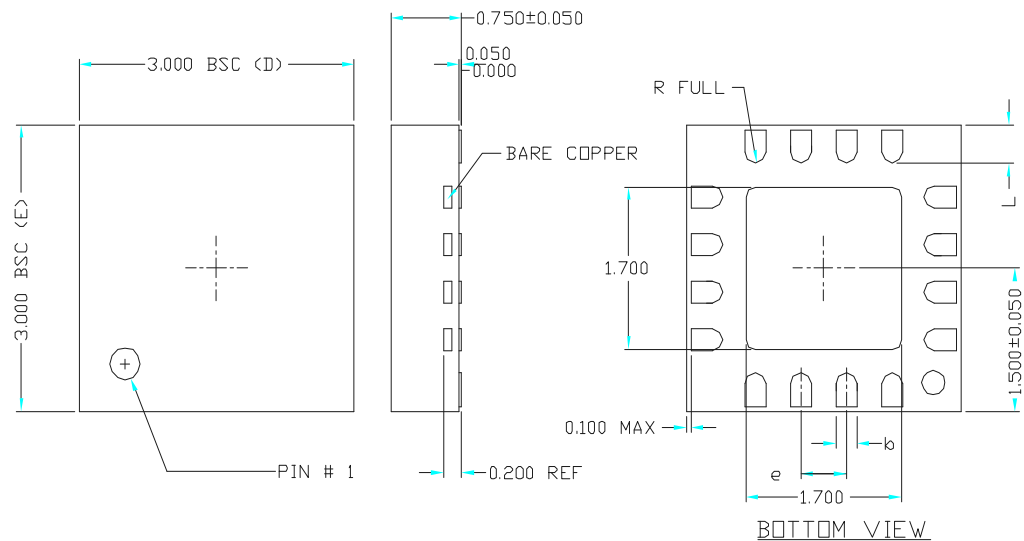 0.750±0.050
0.050
0.000
3.000 BSC (D)
R FULL
BARE COPPER
3.000 BSC (E)
L
1.700
1.500±0.050
0.100 MAX
b
PIN # 1
0.200 REF
e
1.700
BOTTOM VIEW